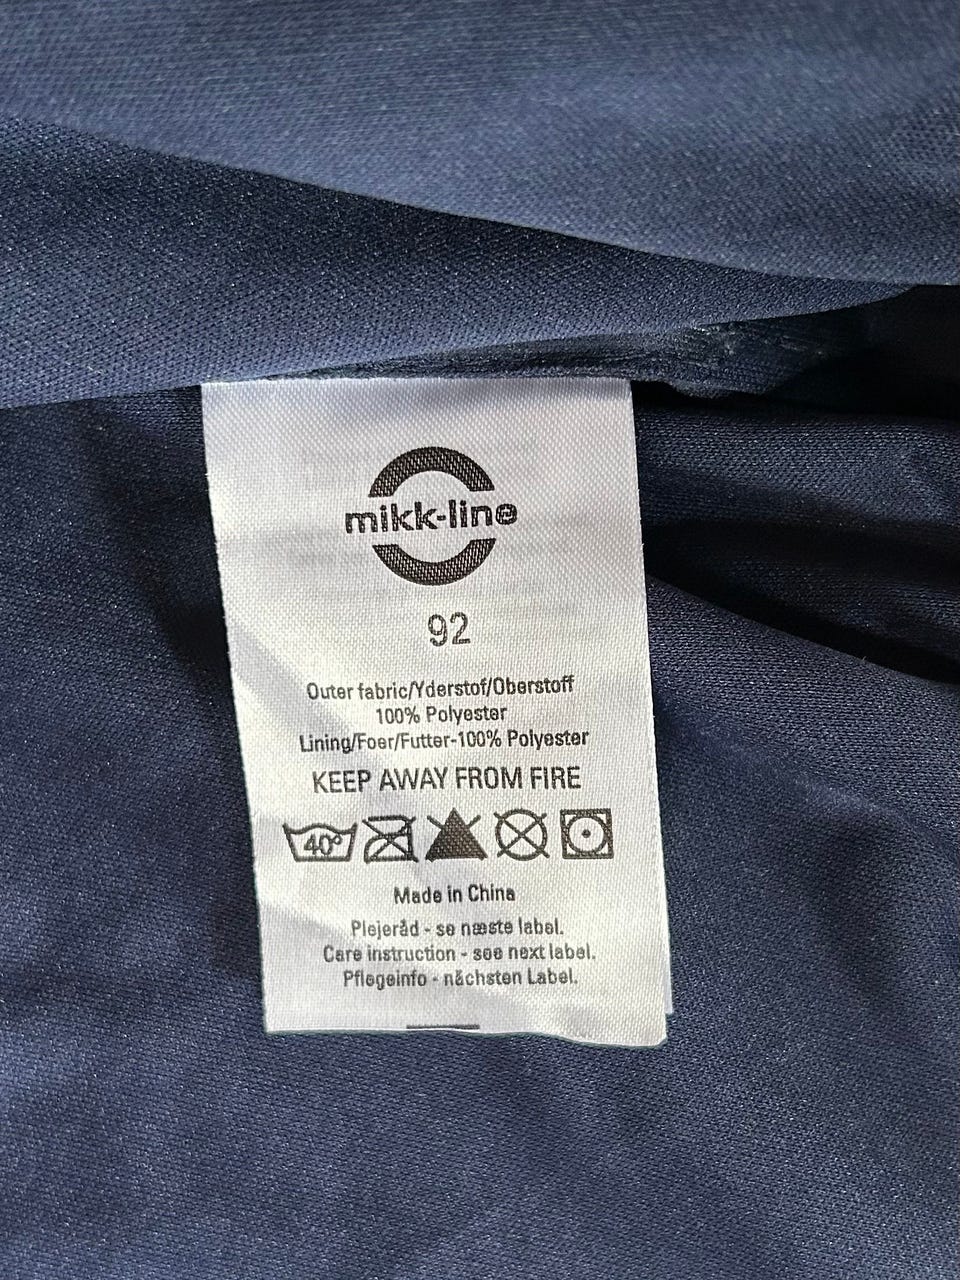 mikk-line
92
Outer fabric/Yderstof/Oberstoff
100% Polyester
Lining/Foer/Futter-100% Polyester
KEEP AWAY FROM FIRE
40°
Made in China
Plejeråd - se næste label.
Care instruction - see next label.
Pflegeinfo - nächsten Label.